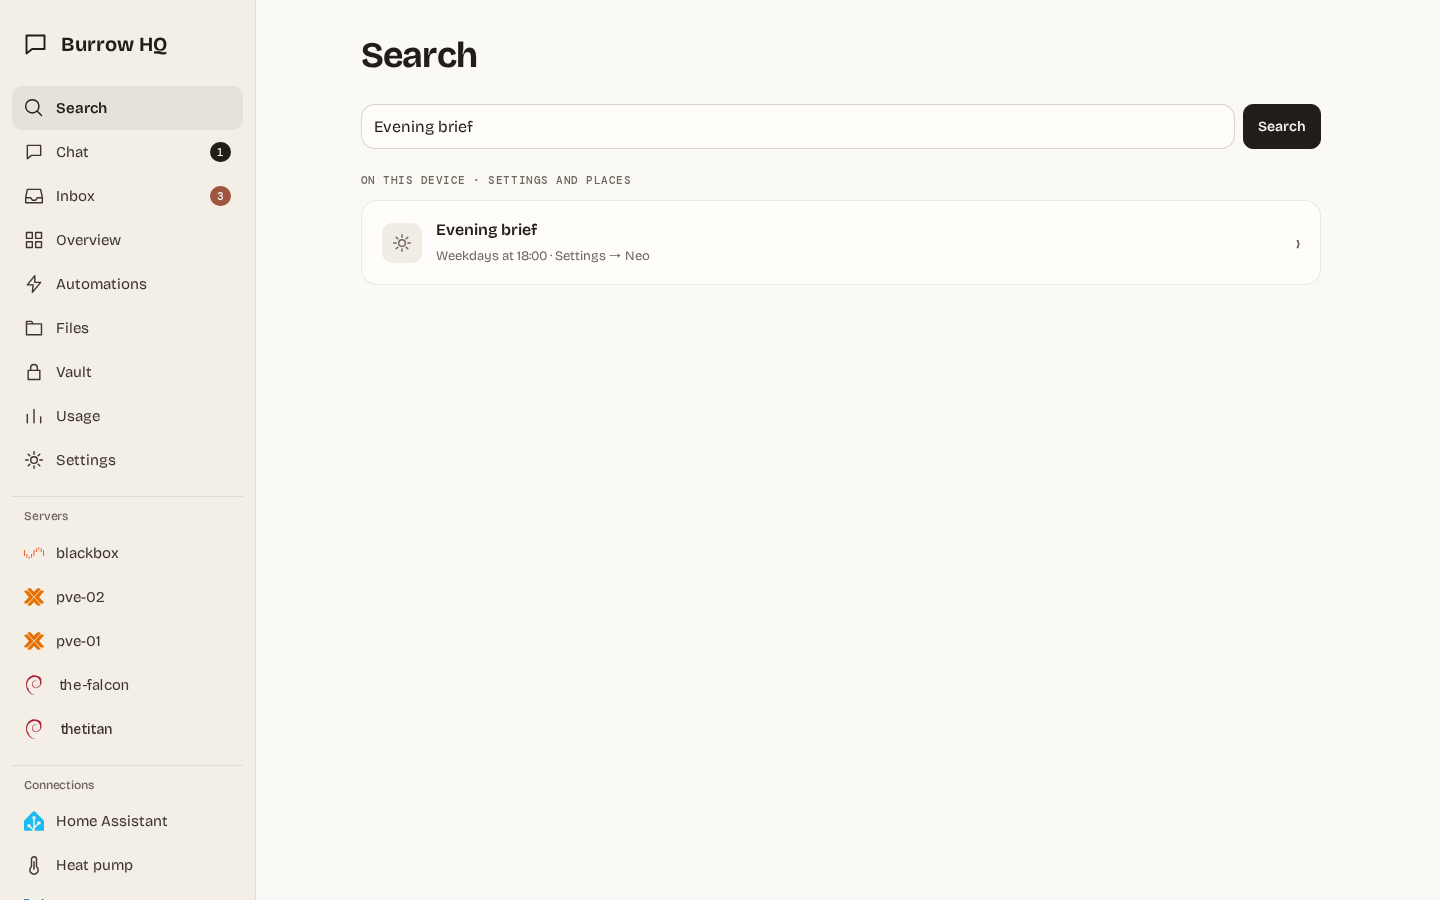 Burrow HQ
Search
Chat 1
Inbox 3
Overview
Automations
Files
Vault
Usage
Settings
Servers
blackbox
pve-02
pve-01
the-falcon
thetitan
Connections
Home Assistant
Heat pump
Search
Evening brief
Search
ON THIS DEVICE · SETTINGS AND PLACES
Evening brief
Weekdays at 18:00 · Settings → Neo